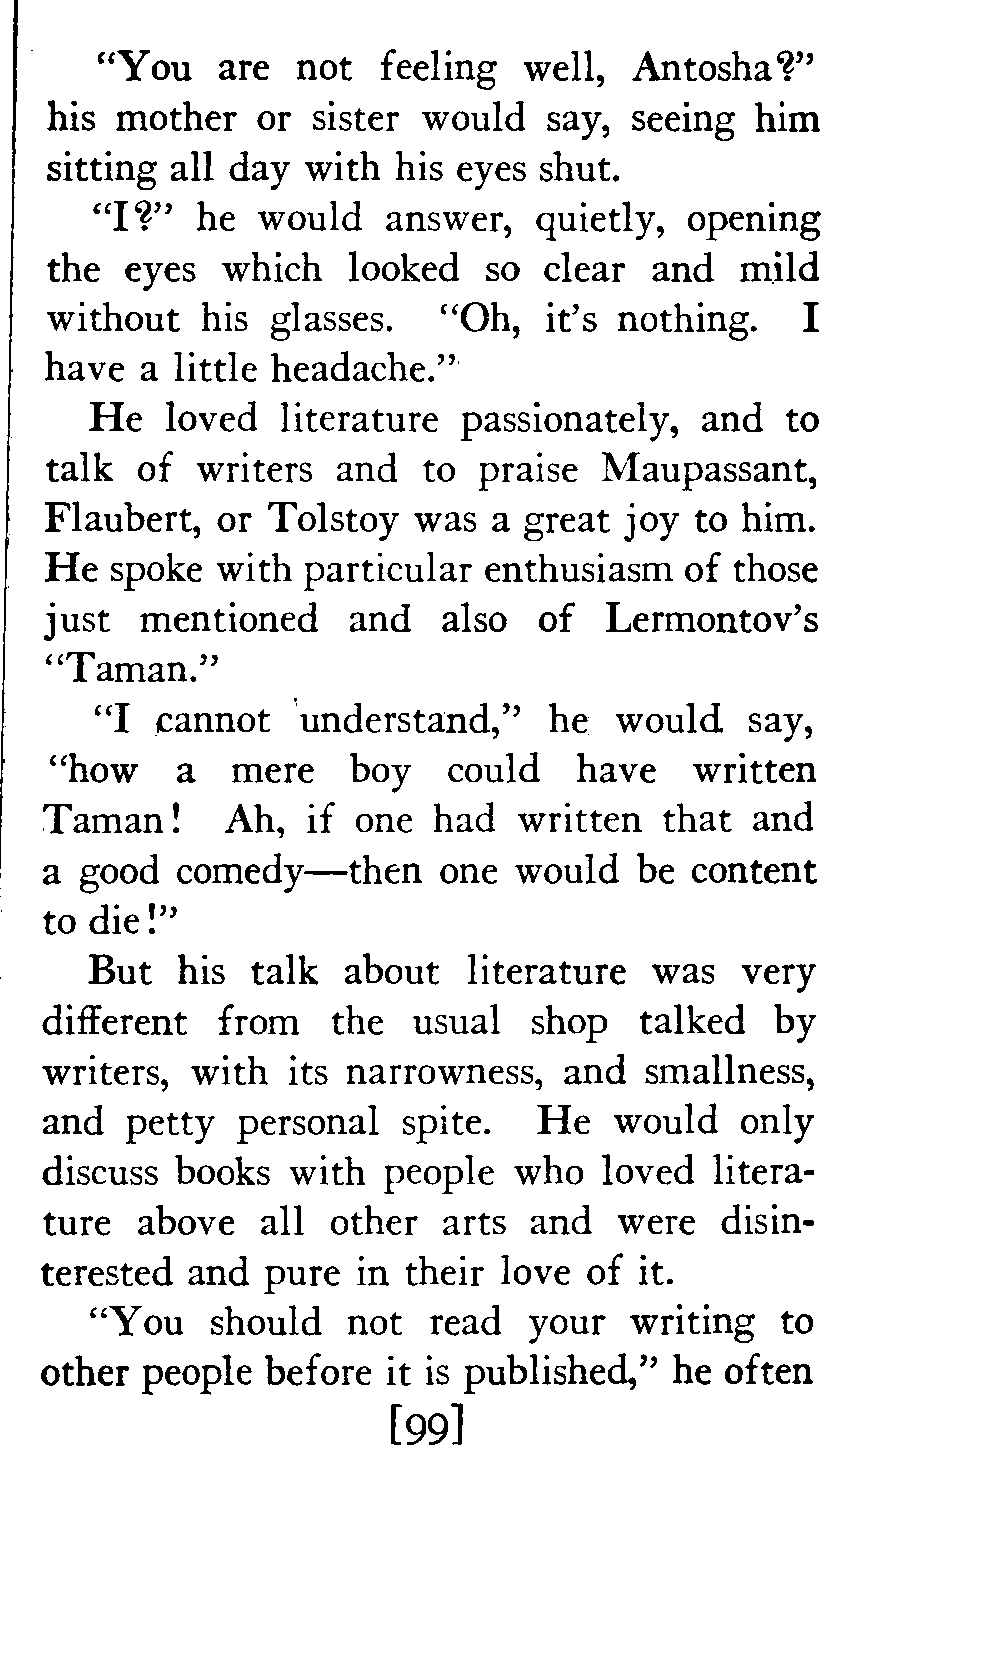 “You are not feeling well, Antosha?”
his mother or sister would say, seeing him
sitting all day with his eyes shut.
“I?” he would answer, quietly, opening
the eyes which looked so clear and mild
without his glasses. “Oh, it’s nothing. I
have a little headache.”
He loved literature passionately, and to
talk of writers and to praise Maupassant,
Flaubert, or Tolstoy was a great joy to him.
He spoke with particular enthusiasm of those
just mentioned and also of Lermontov’s
“Taman.”
“I cannot understand,” he would say,
“how a mere boy could have written
Taman! Ah, if one had written that and
a good comedy—then one would be content
to die!”
But his talk about literature was very
different from the usual shop talked by
writers, with its narrowness, and smallness,
and petty personal spite. He would only
discuss books with people who loved litera-
ture above all other arts and were disin-
terested and pure in their love of it.
“You should not read your writing to
other people before it is published,” he often
[99]